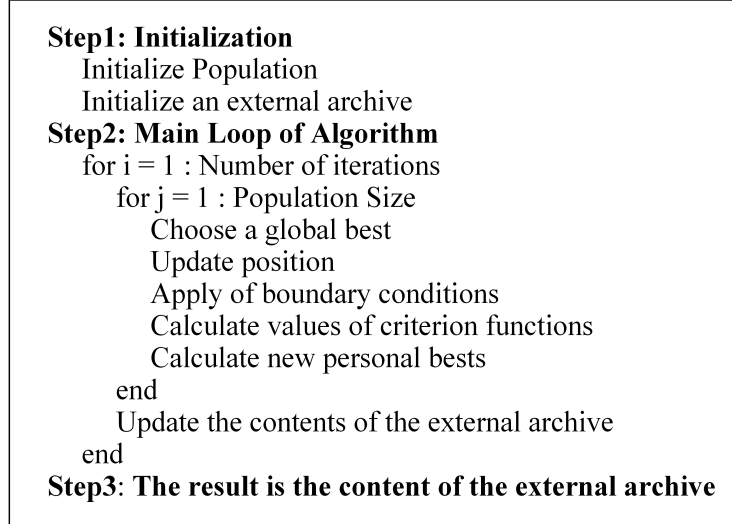 Step1: Initialization
Initialize Population
Initialize an external archive
Step2: Main Loop of Algorithm
for i = 1 : Number of iterations
for j = 1 : Population Size
Choose a global best
Update position
Apply of boundary conditions
Calculate values of criterion functions
Calculate new personal bests
end
Update the contents of the external archive
end
Step3: The result is the content of the external archive